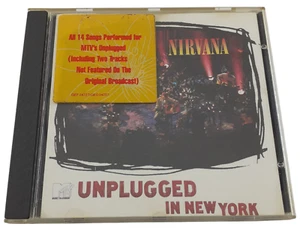 All 14 Songs Performed for
MTV's Unplugged
(Including Two Tracks
Not Featured On The
Original Broadcast)
NIRVANA
UNPLUGGED
IN NEW YORK